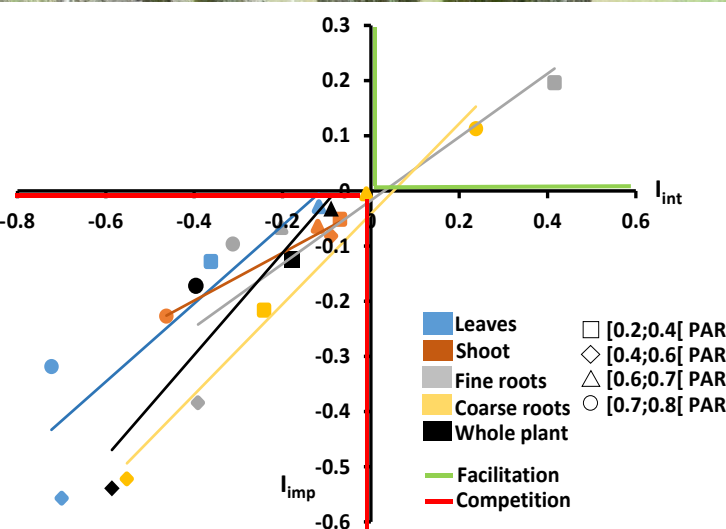 0.3
0.2
0.1
0
-0.1
-0.2
-0.3
-0.4
-0.5
-0.6
-0.8 -0.6 -0.4 -0.2 0 0.2 0.4 0.6
I_int
I_imp
Leaves
Shoot
Fine roots
Coarse roots
Whole plant
[0.2;0.4[ PAR
[0.4;0.6[ PAR
[0.6;0.7[ PAR
[0.7;0.8[ PAR
Facilitation
Competition